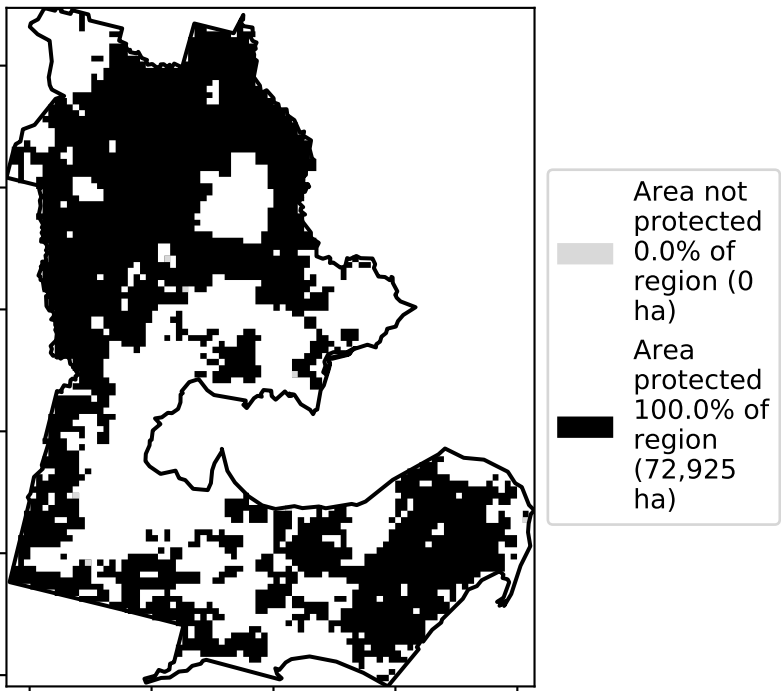 Area not
protected
0.0% of
region (0
ha)
Area
protected
100.0% of
region
(72,925
ha)